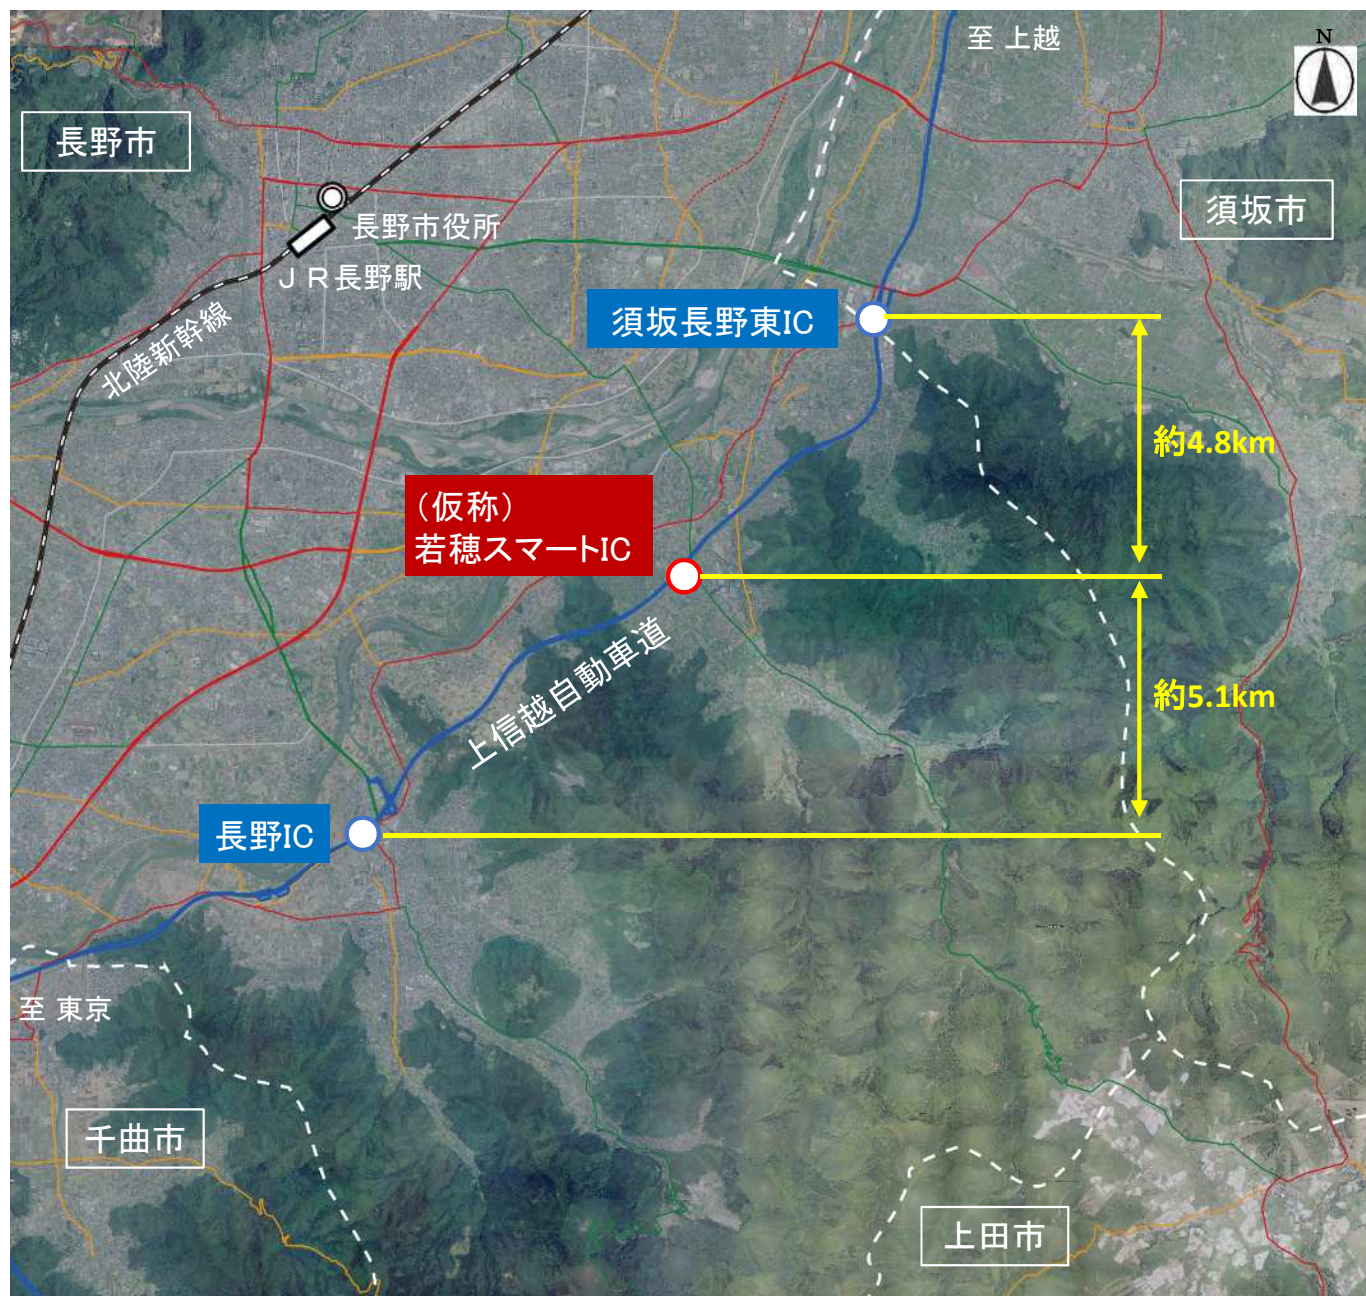 至 上越
N
長野市
須坂市
長野市役所
ＪＲ長野駅
北陸新幹線
須坂長野東IC
約4.8km
（仮称）
若穂スマートIC
上信越自動車道
約5.1km
長野IC
至 東京
千曲市
上田市